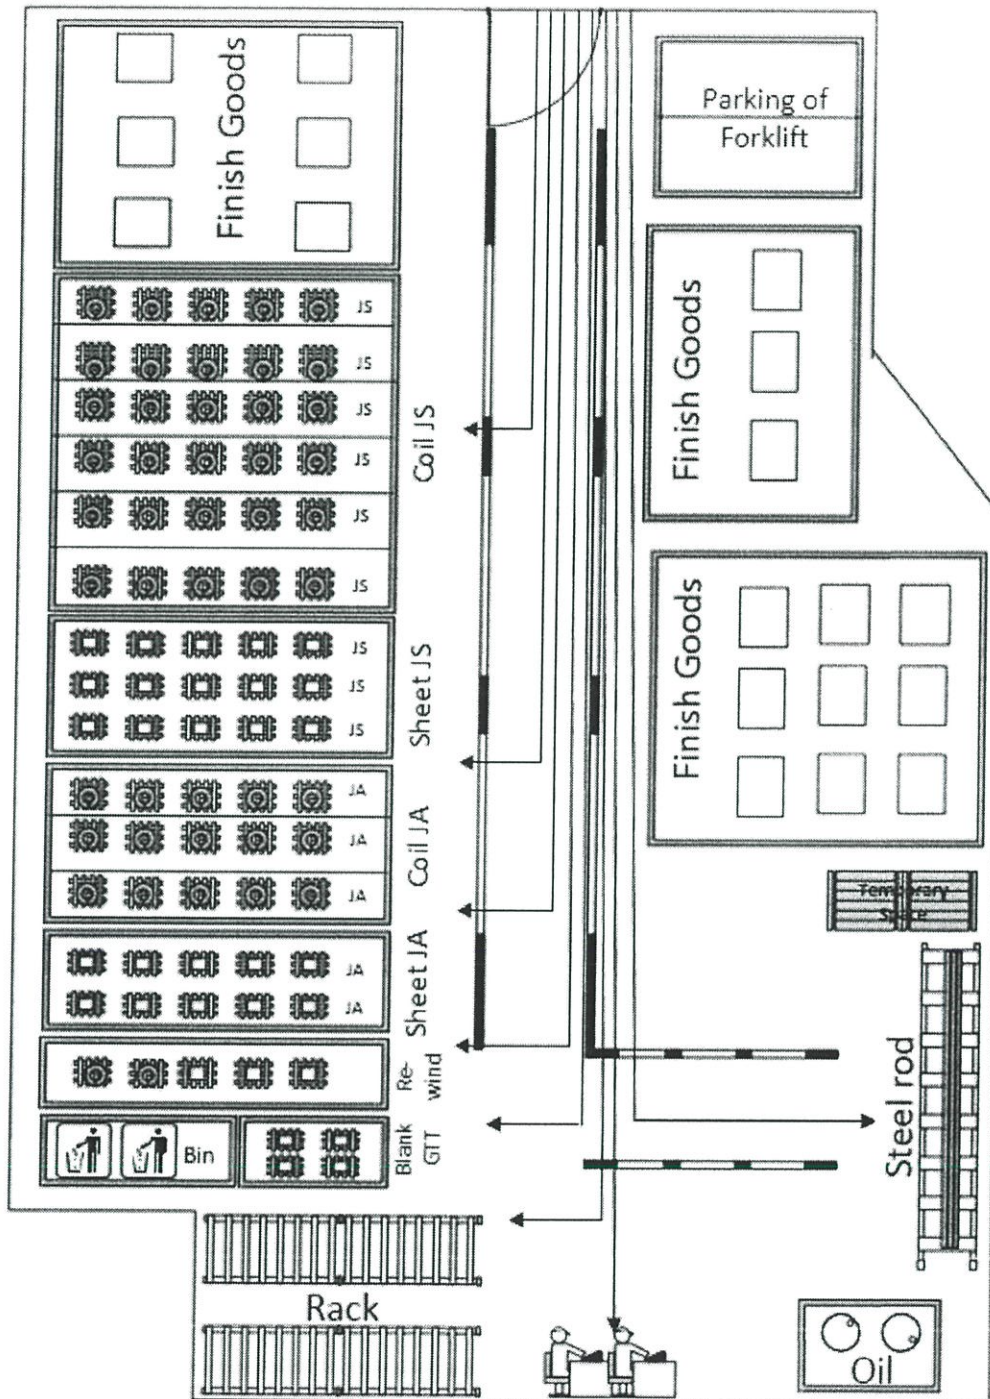 Finish Goods
Parking of
Forklift
JS
JS
JS
JS
JS
JS
Coil JS
Finish Goods
JS
JS
JS
Sheet JS
Finish Goods
JA
JA
JA
Coil JA
Temporary
Space
JA
JA
Sheet JA
Re-
wind
Steel rod
Bin
Blank
GTT
Rack
Oil